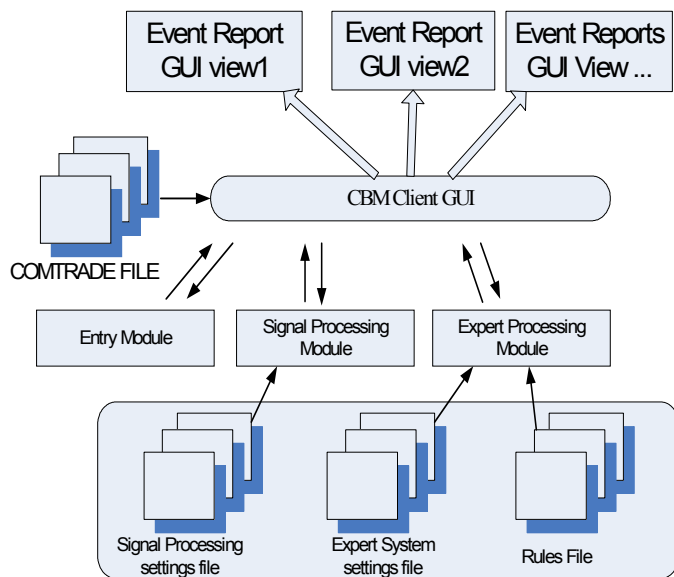 Event Report
GUI view1
Event Report
GUI view2
Event Reports
GUI View ...
CBM Client GUI
COMTRADE FILE
Entry Module
Signal Processing
Module
Expert Processing
Module
Signal Processing
settings file
Expert System
settings file
Rules File